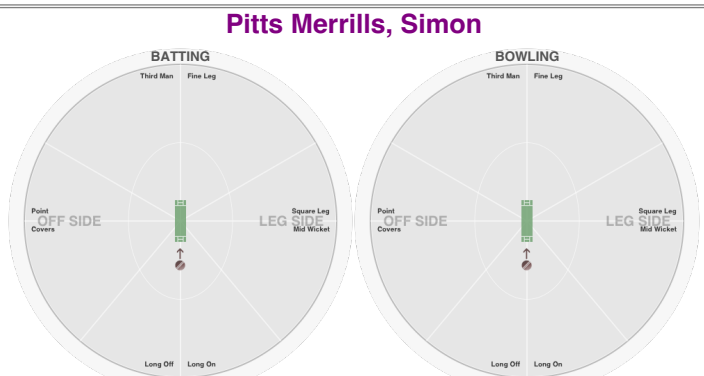 Pitts Merrills, Simon
BATTING
Third Man Fine Leg
Point
OFF SIDE
Covers
Square Leg
LEG SIDE
Mid Wicket
Long Off Long On
BOWLING
Third Man Fine Leg
Point
OFF SIDE
Covers
Square Leg
LEG SIDE
Mid Wicket
Long Off Long On